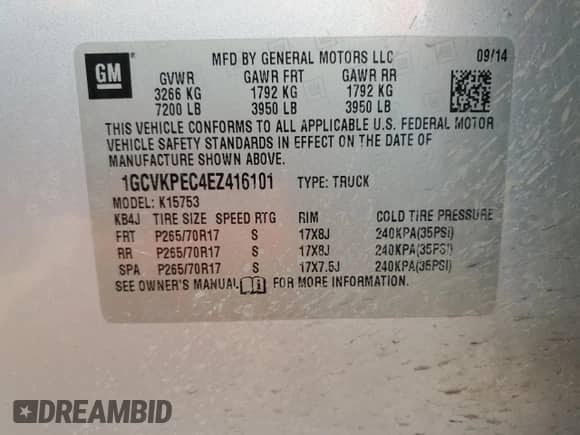 GM
MFD BY GENERAL MOTORS LLC 09/14
GVWR GAWR FRT GAWR RR
3266 KG 1792 KG 1792 KG
7200 LB 3950 LB 3950 LB
THIS VEHICLE CONFORMS TO ALL APPLICABLE U.S. FEDERAL MOTOR
VEHICLE SAFETY STANDARDS IN EFFECT ON THE DATE OF
MANUFACTURE SHOWN ABOVE.
1GCVKPEC4EZ416101 TYPE: TRUCK
MODEL: K15753
KB4J TIRE SIZE SPEED RTG RIM COLD TIRE PRESSURE
FRT P265/70R17 S 17X8J 240KPA(35PSI)
RR P265/70R17 S 17X8J 240KPA(35PSI)
SPA P265/70R17 S 17X7.5J 240KPA(35PSI)
SEE OWNER'S MANUAL FOR MORE INFORMATION.
DREAMBID